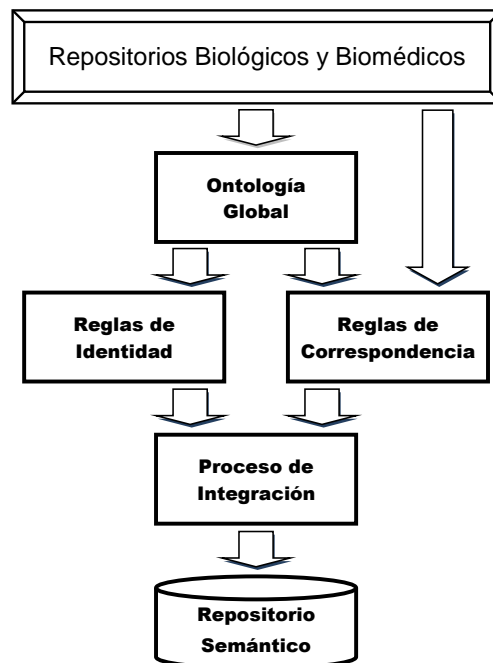 Repositorios Biológicos y Biomédicos
Ontología
Global
Reglas de
Identidad
Reglas de
Correspondencia
Proceso de
Integración
Repositorio
Semántico